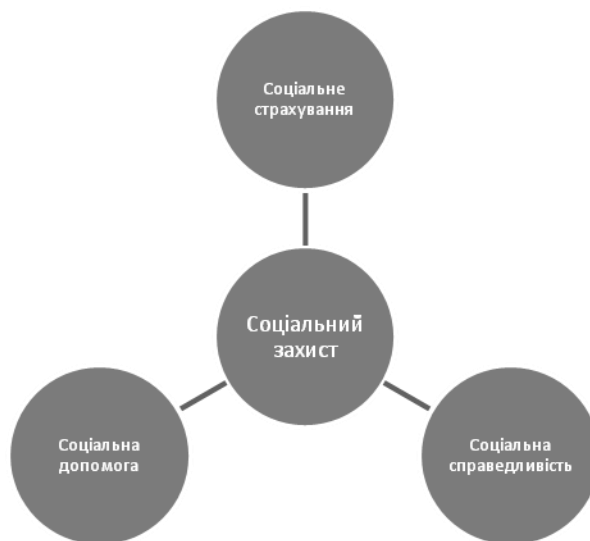 Соціальне
страхування
Соціальний
захист
Соціальна
допомога
Соціальна
справедливість